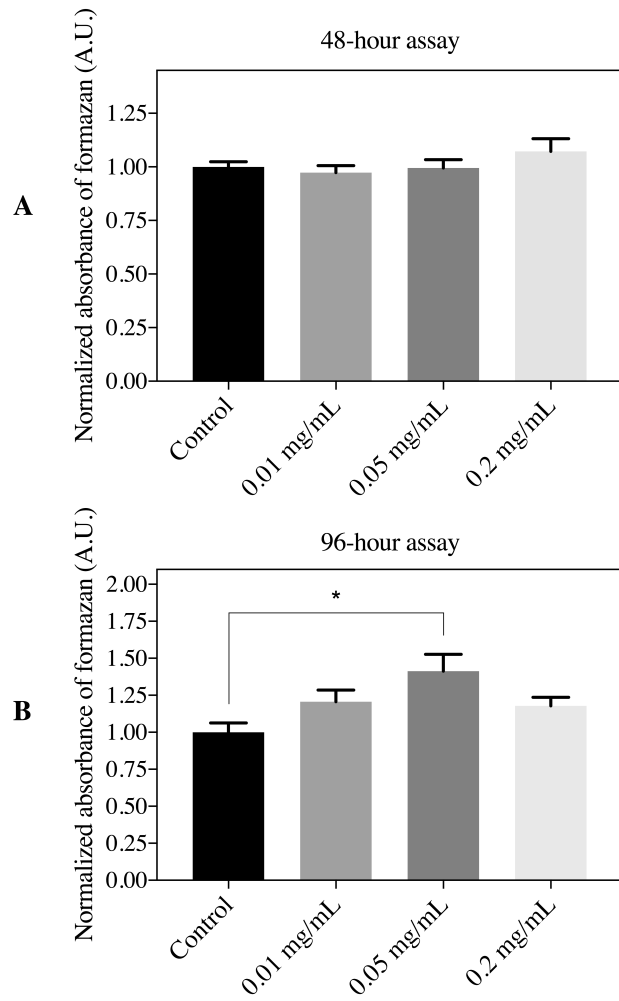 48-hour assay
A
Normalized absorbance of formazan (A.U.)
1.25
1.00
0.75
0.50
0.25
0.00
Control
0.01 mg/mL
0.05 mg/mL
0.2 mg/mL
96-hour assay
B
Normalized absorbance of formazan (A.U.)
2.00
1.75
1.50
1.25
1.00
0.75
0.50
0.25
0.00
*
Control
0.01 mg/mL
0.05 mg/mL
0.2 mg/mL